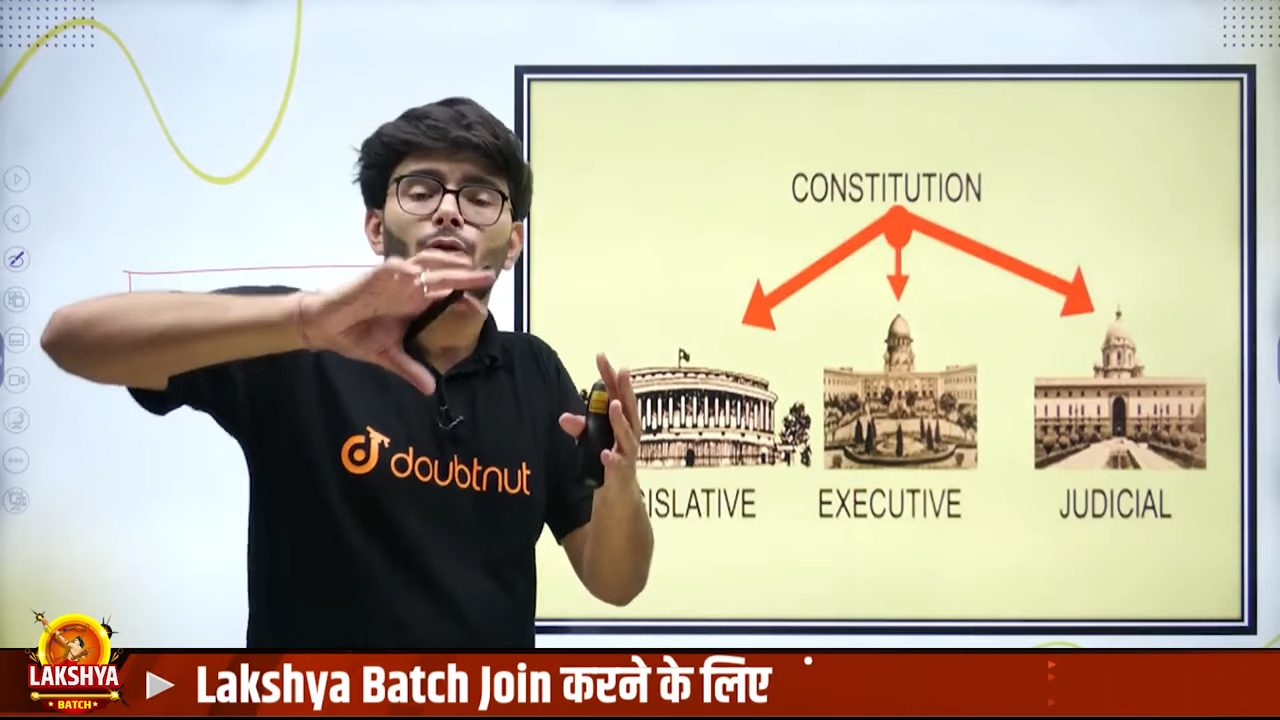 CONSTITUTION
ISLATIVE
EXECUTIVE
JUDICIAL
doubtnut
LAKSHYA
BATCH
Lakshya Batch Join करने के लिए